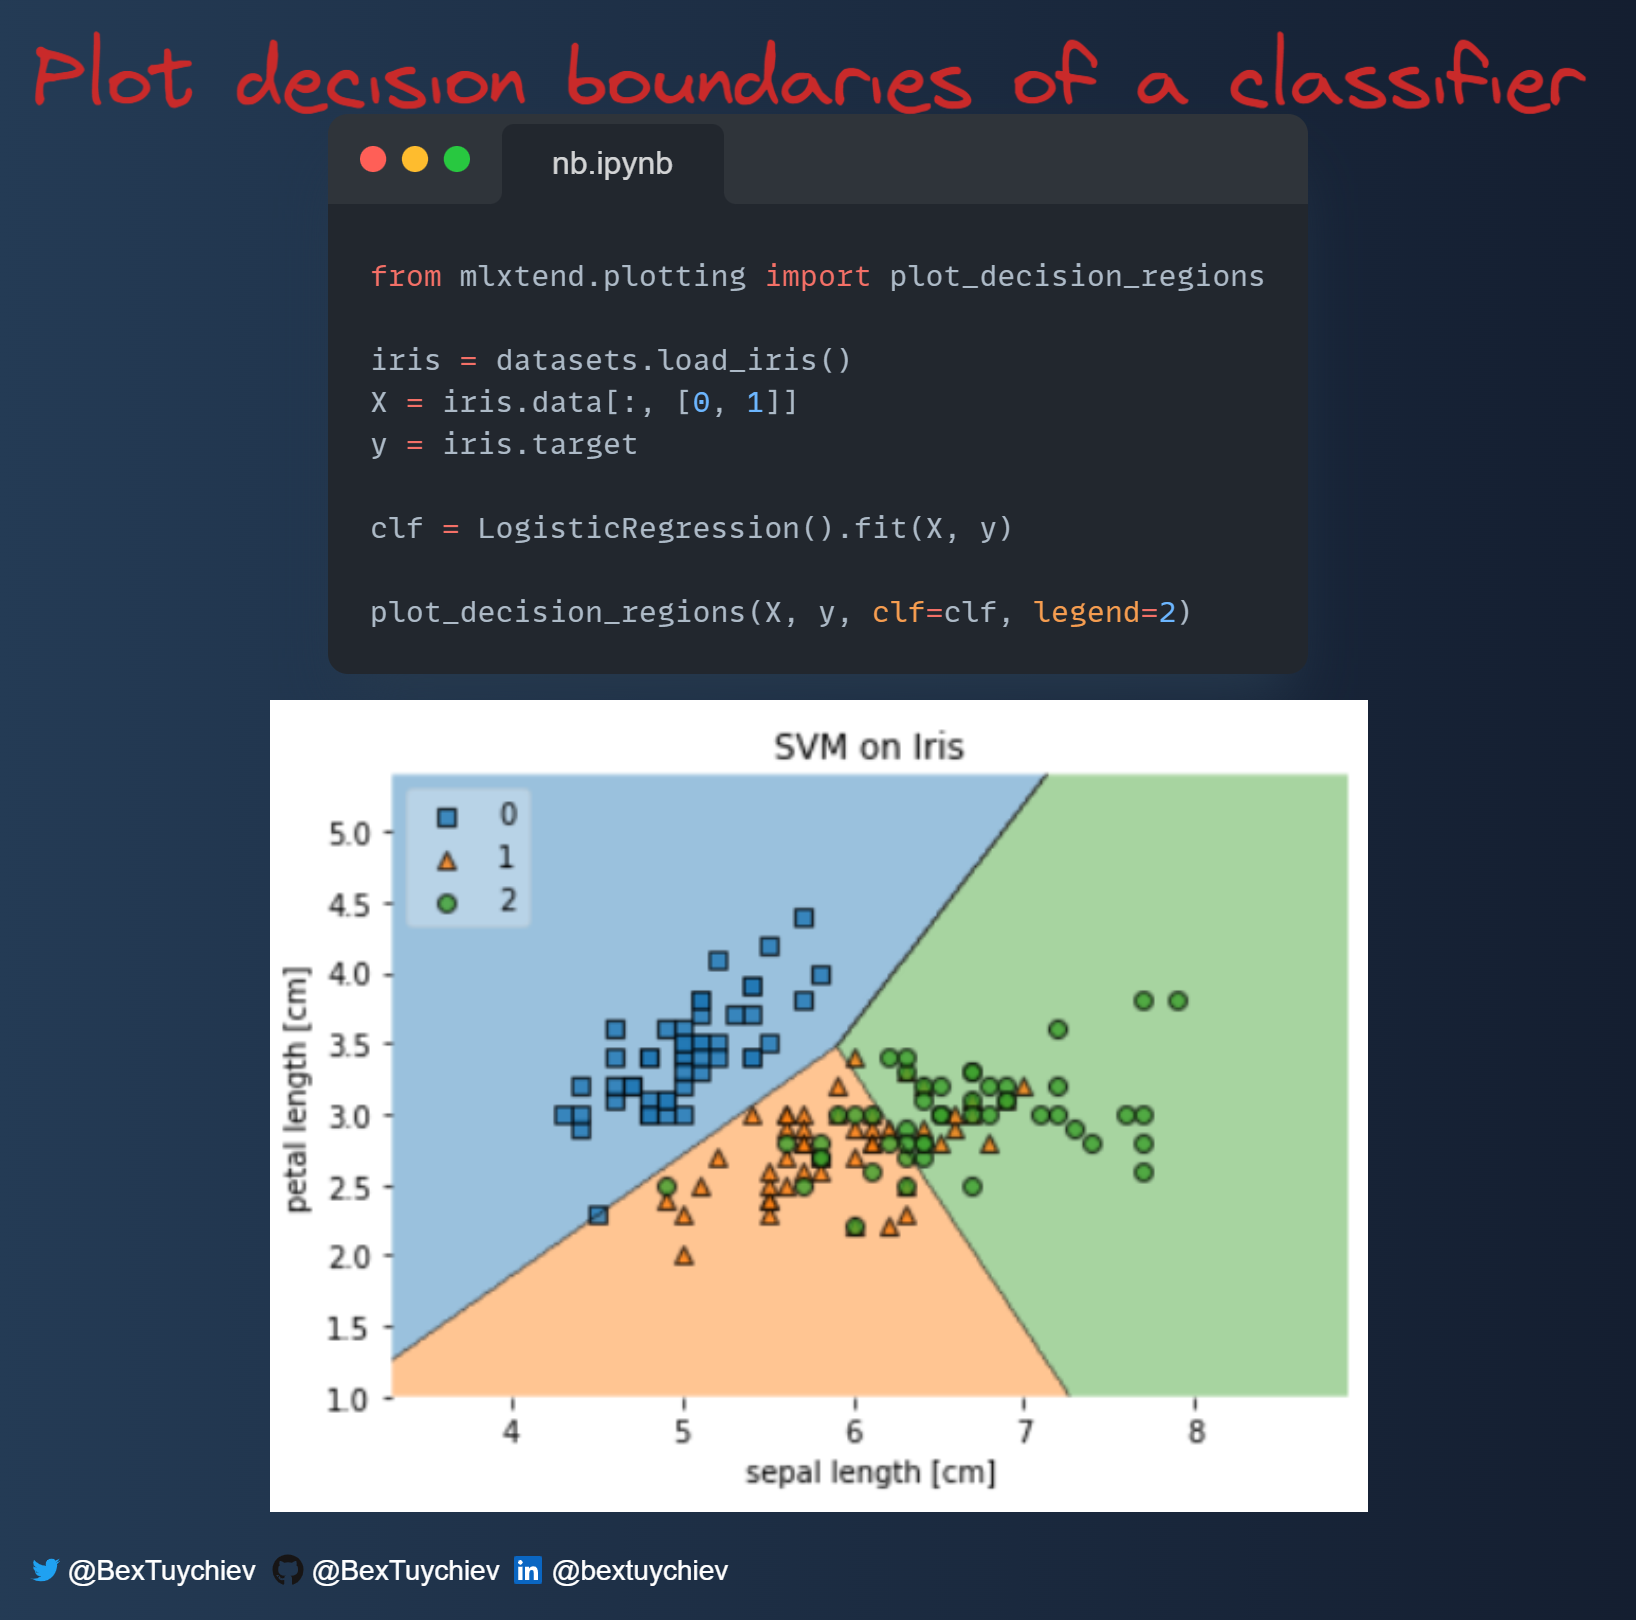 Plot decision boundaries of a classifier
nb.ipynb
from mlxtend.plotting import plot_decision_regions
iris = datasets.load_iris()
X = iris.data[:, [0, 1]]
y = iris.target
clf = LogisticRegression().fit(X, y)
plot_decision_regions(X, y, clf=clf, legend=2)
SVM on Iris
0
1
2
5.0
4.5
4.0
3.5
3.0
2.5
2.0
1.5
1.0
petal length [cm]
4 5 6 7 8
sepal length [cm]
@BexTuychiev @BexTuychiev in @bextuychiev